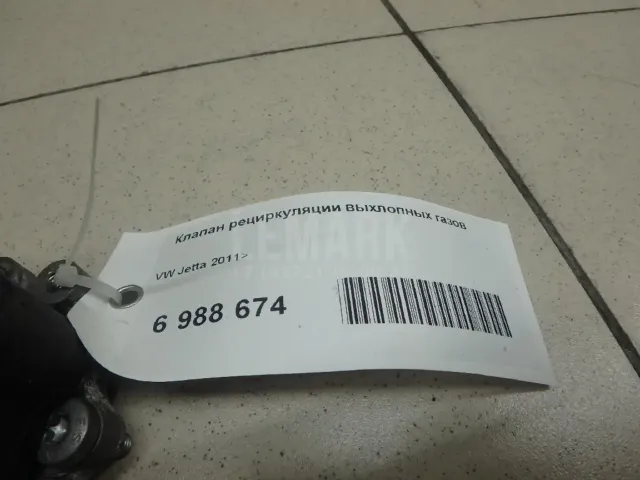 Клапан рециркуляции выхлопных газов
VW Jetta 2011>
6 988 674